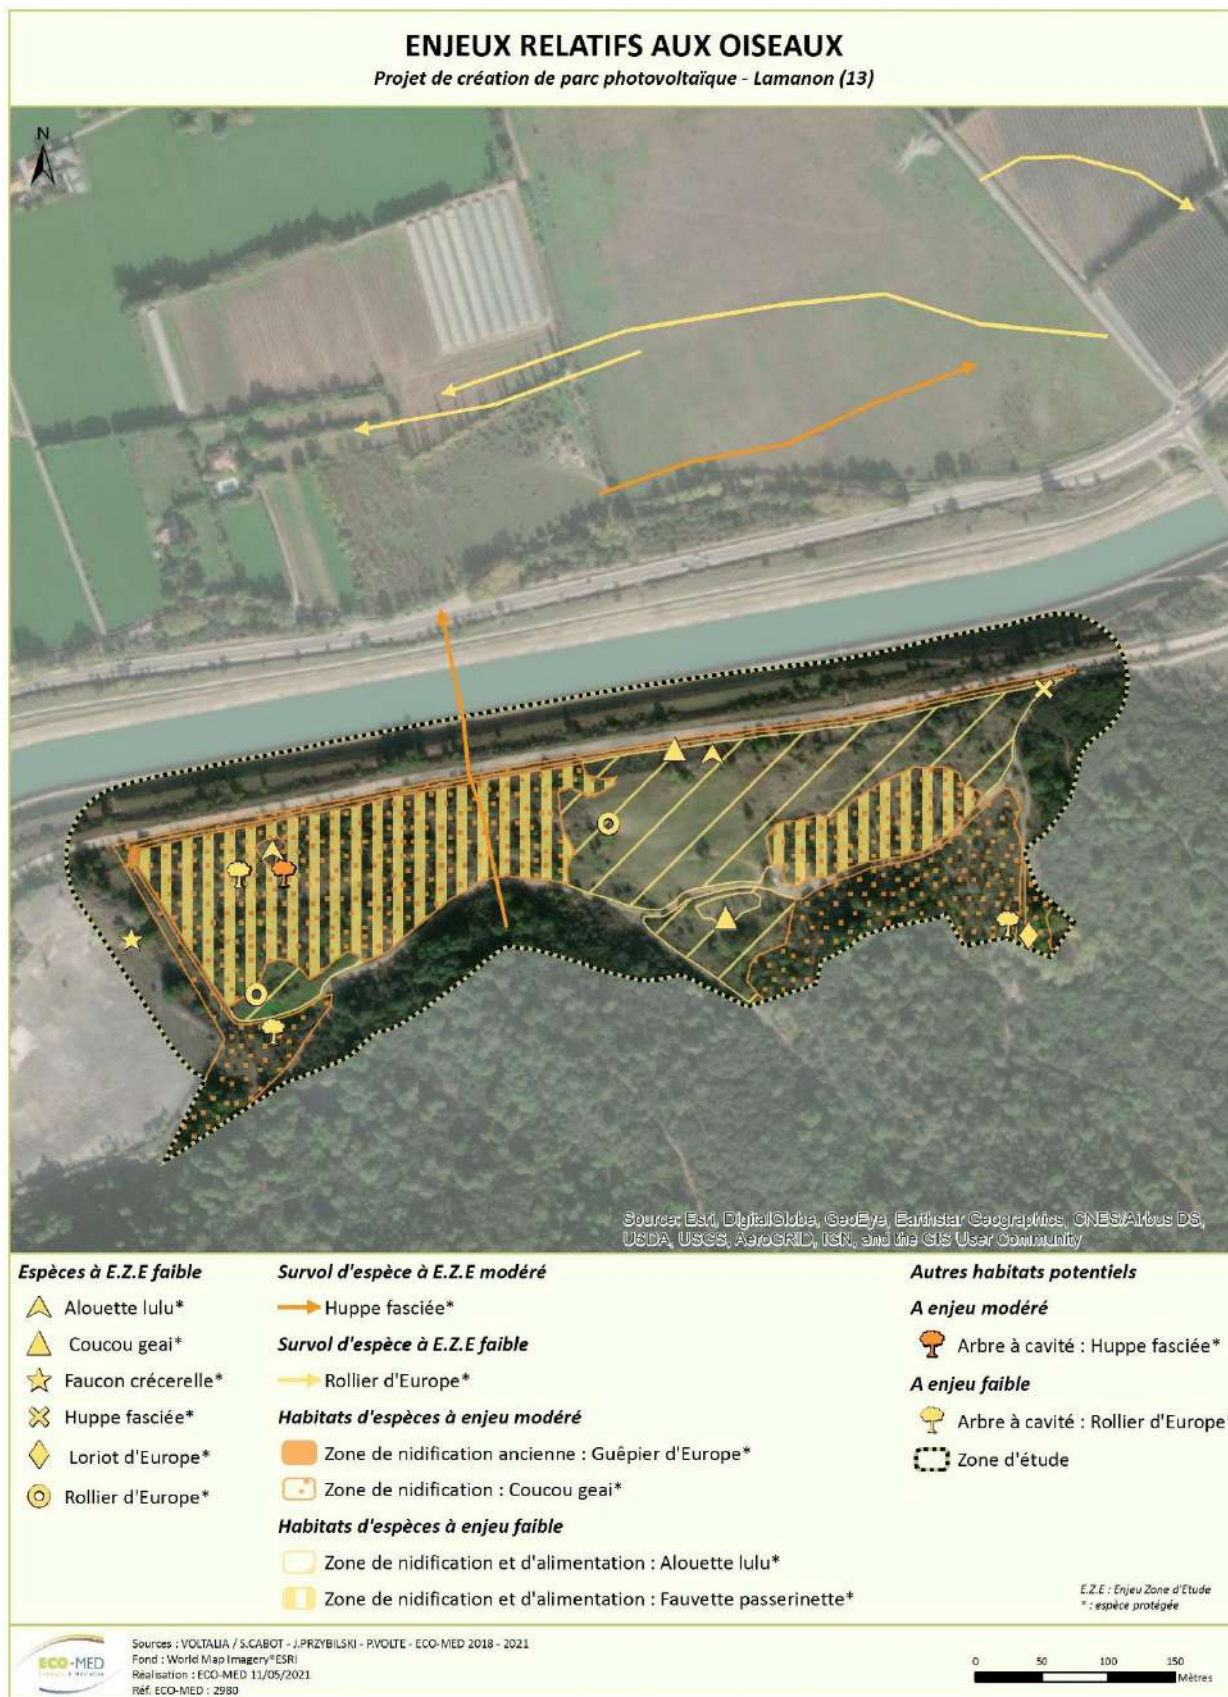 ENJEUX RELATIFS AUX OISEAUX
Projet de création de parc photovoltaïque - Lamanon (13)
N
Source: Esri, DigitalGlobe, GeoEye, Earthstar Geographics, CNES/Airbus DS,
USDA, USGS, AeroGRID, IGN, and the GIS User Community
Espèces à E.Z.E faible
Alouette lulu*
Coucou geai*
Faucon crécerelle*
Huppe fasciée*
Loriot d'Europe*
Rollier d'Europe*
Survol d'espèce à E.Z.E modéré
Huppe fasciée*
Survol d'espèce à E.Z.E faible
Rollier d'Europe*
Habitats d'espèces à enjeu modéré
Zone de nidification ancienne : Guêpier d'Europe*
Zone de nidification : Coucou geai*
Habitats d'espèces à enjeu faible
Zone de nidification et d'alimentation : Alouette lulu*
Zone de nidification et d'alimentation : Fauvette passerinette*
Autres habitats potentiels
A enjeu modéré
Arbre à cavité : Huppe fasciée*
A enjeu faible
Arbre à cavité : Rollier d'Europe
Zone d'étude
E.Z.E : Enjeu Zone d'Etude
* : espèce protégée
ECO-MED
Sources : VOLTALIA / S.CABOT - J.PRZYBILSKI - P.VOLTE - ECO-MED 2018 - 2021
Fond : World Map Imagery®ESRI
Réalisation : ECO-MED 11/05/2021
Réf. ECO-MED : 2980
0 50 100 150
Mètres